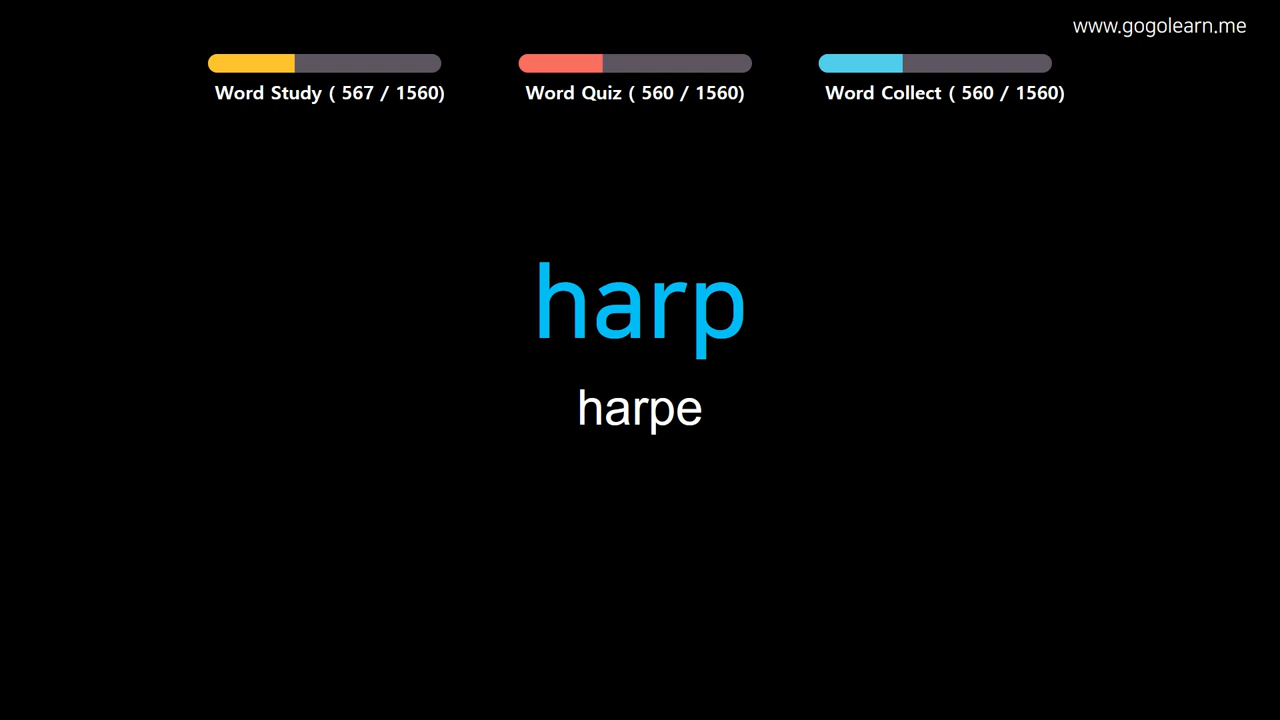 www.gogolearn.me
Word Study ( 567 / 1560)
Word Quiz ( 560 / 1560)
Word Collect ( 560 / 1560)
harp
harpe